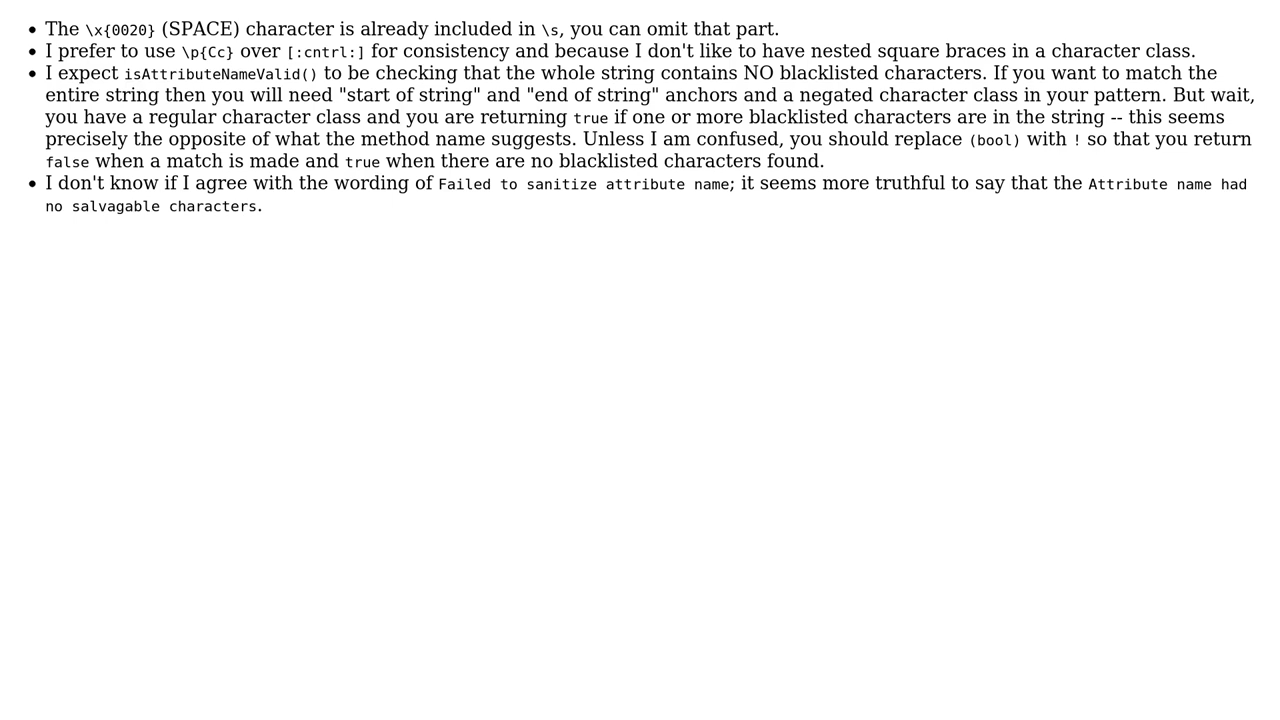 • The \x{0020} (SPACE) character is already included in \s, you can omit that part.
• I prefer to use \p{Cc} over [:cntrl:] for consistency and because I don't like to have nested square braces in a character class.
• I expect isAttributeNameValid() to be checking that the whole string contains NO blacklisted characters. If you want to match the
entire string then you will need "start of string" and "end of string" anchors and a negated character class in your pattern. But wait,
you have a regular character class and you are returning true if one or more blacklisted characters are in the string -- this seems
precisely the opposite of what the method name suggests. Unless I am confused, you should replace (bool) with ! so that you return
false when a match is made and true when there are no blacklisted characters found.
• I don't know if I agree with the wording of Failed to sanitize attribute name; it seems more truthful to say that the Attribute name had
no salvagable characters.